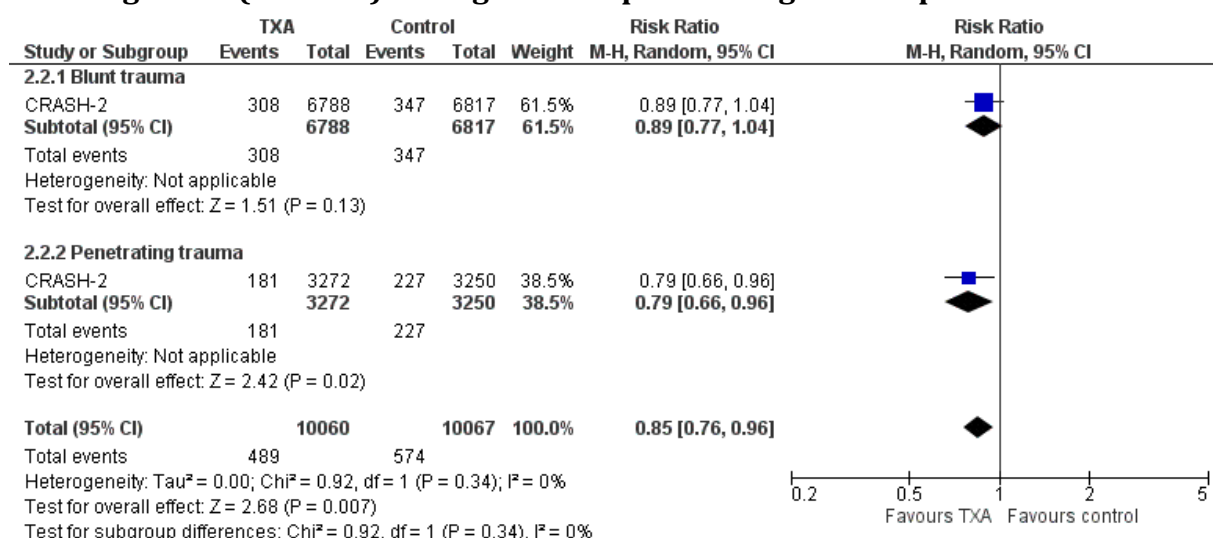 TXA Control Risk Ratio Risk Ratio
Study or Subgroup Events Total Events Total Weight M-H, Random, 95% CI M-H, Random, 95% CI
2.2.1 Blunt trauma
CRASH-2 308 6788 347 6817 61.5% 0.89 [0.77, 1.04]
Subtotal (95% CI) 6788 6817 61.5% 0.89 [0.77, 1.04]
Total events 308 347
Heterogeneity: Not applicable
Test for overall effect: Z = 1.51 (P = 0.13)
2.2.2 Penetrating trauma
CRASH-2 181 3272 227 3250 38.5% 0.79 [0.66, 0.96]
Subtotal (95% CI) 3272 3250 38.5% 0.79 [0.66, 0.96]
Total events 181 227
Heterogeneity: Not applicable
Test for overall effect: Z = 2.42 (P = 0.02)
Total (95% CI) 10060 10067 100.0% 0.85 [0.76, 0.96]
Total events 489 574
Heterogeneity: Tau² = 0.00; Chi² = 0.92, df = 1 (P = 0.34); I² = 0%
Test for overall effect: Z = 2.68 (P = 0.007)
Test for subgroup differences: Chi² = 0.92, df = 1 (P = 0.34), I² = 0%
0.2 0.5 1 2 5
Favours TXA Favours control